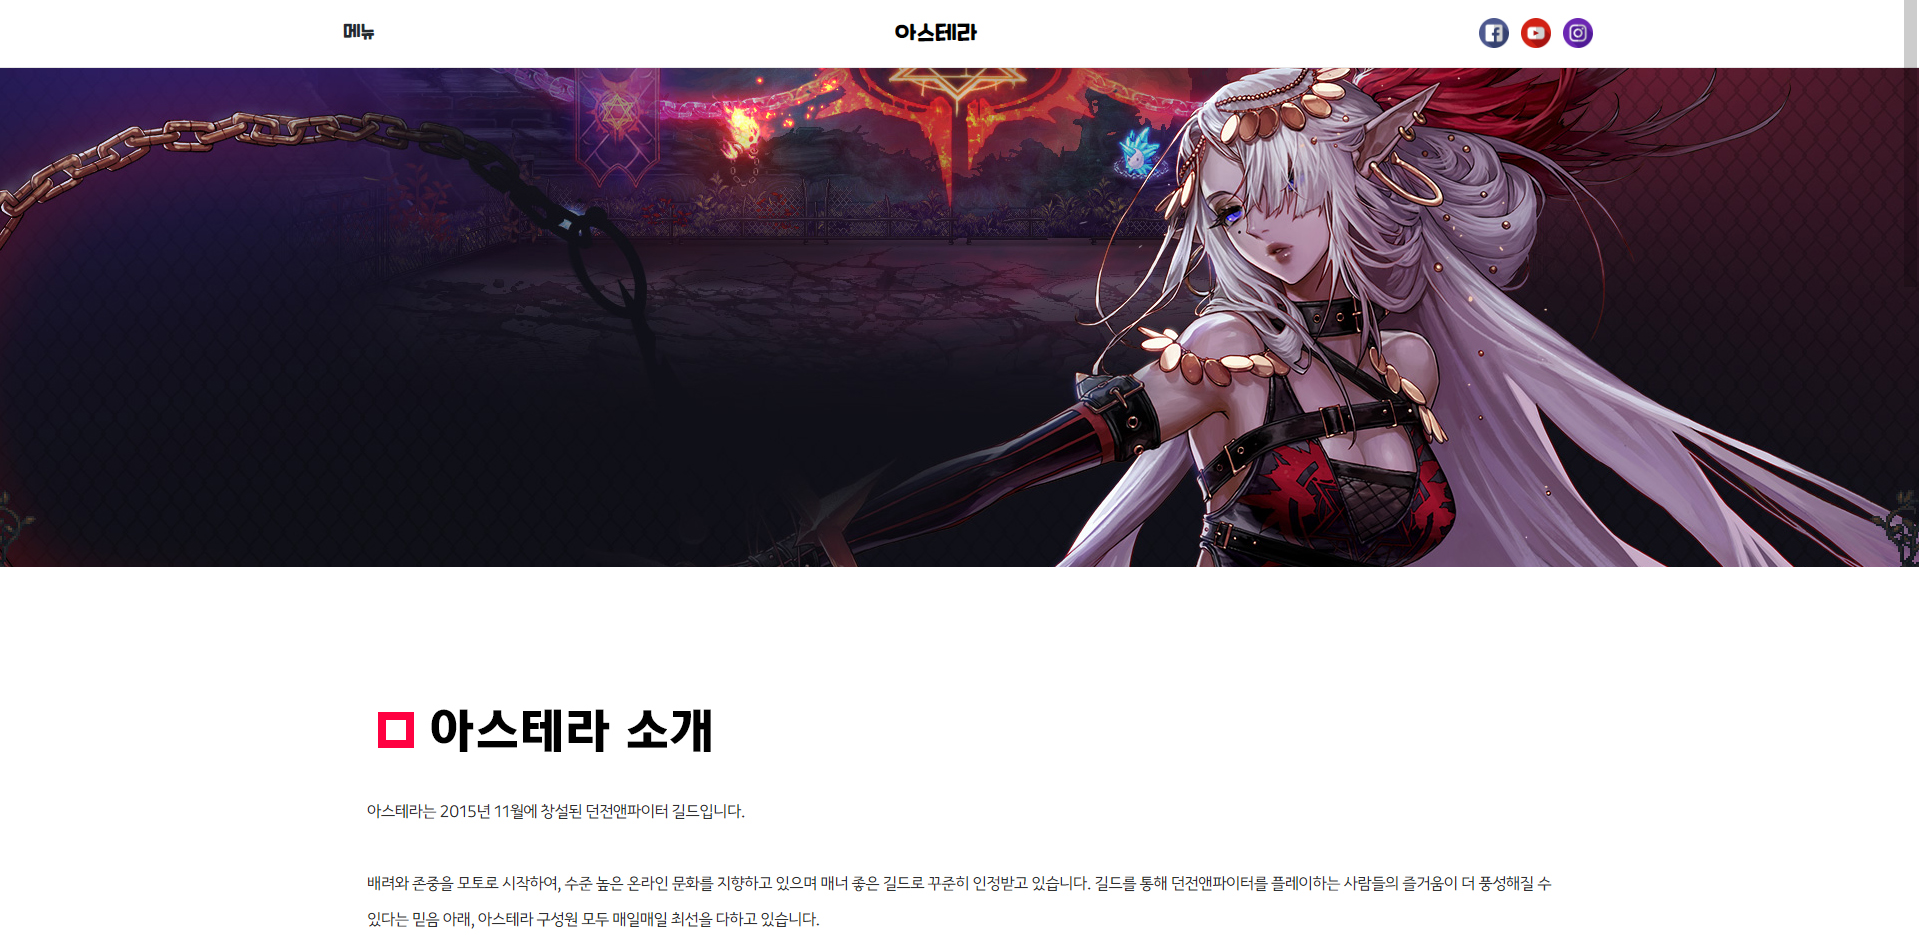 메뉴
아스테라
아스테라 소개
아스테라는 2015년 11월에 창설된 던전앤파이터 길드입니다.
배려와 존중을 모토로 시작하여, 수준 높은 온라인 문화를 지향하고 있으며 매너 좋은 길드로 꾸준히 인정받고 있습니다. 길드를 통해 던전앤파이터를 플레이하는 사람들의 즐거움이 더 풍성해질 수
있다는 믿음 아래, 아스테라 구성원 모두 매일매일 최선을 다하고 있습니다.